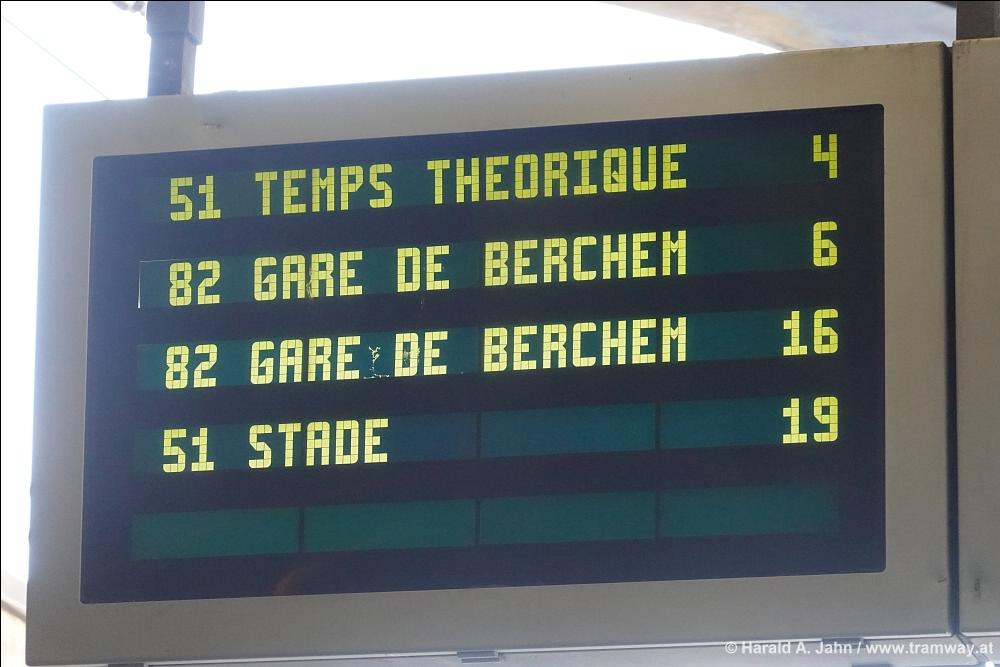 51 TEMPS THEORIQUE 4
82 GARE DE BERCHEM 6
82 GARE DE BERCHEM 16
51 STADE 19
© Harald A. Jahn / www.tramway.at